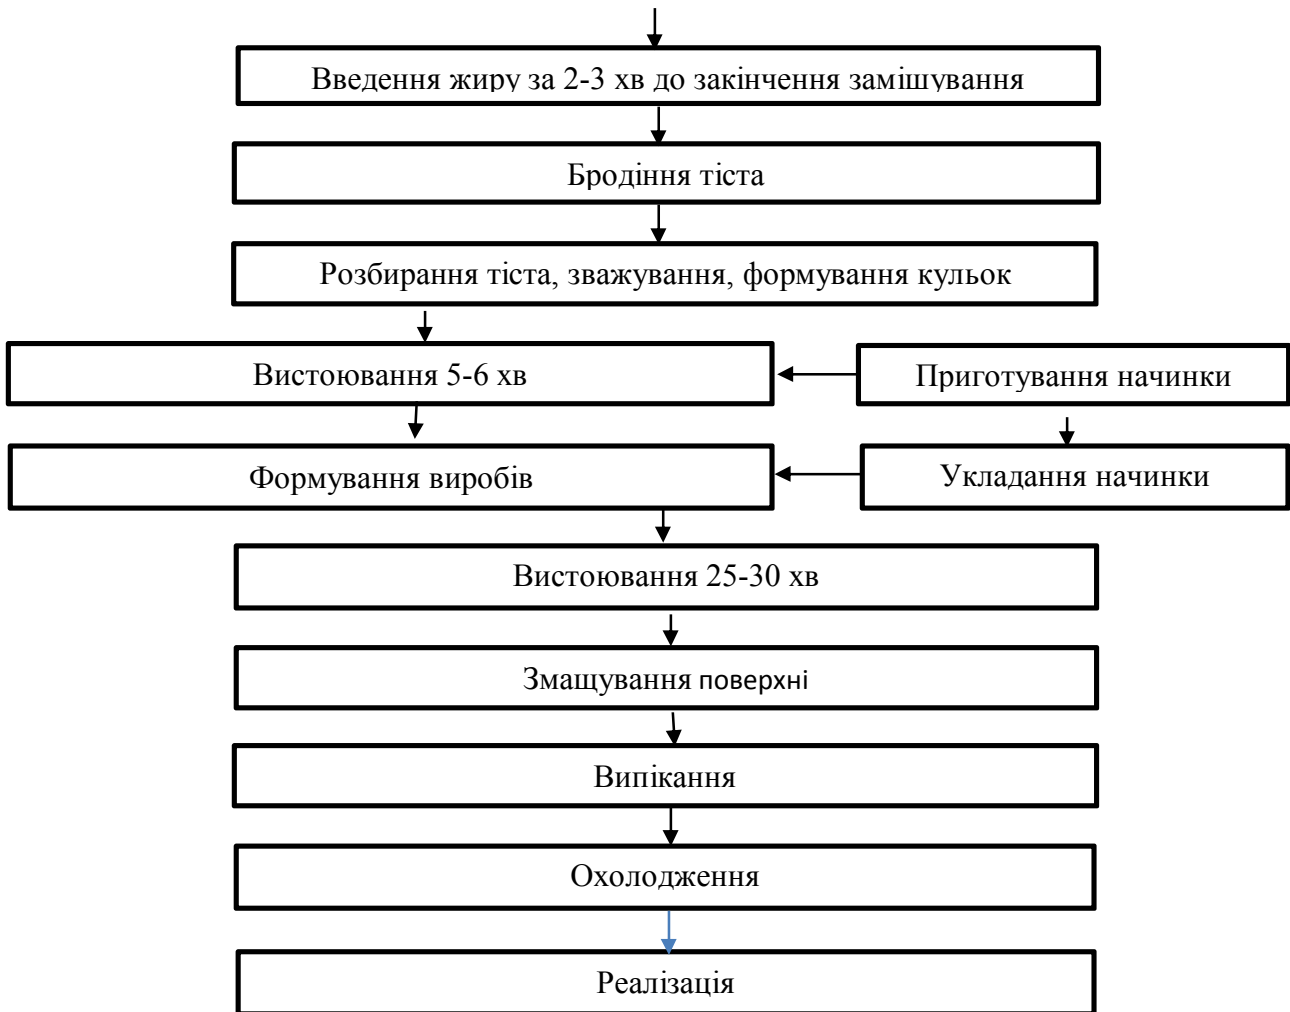 Введення жиру за 2-3 хв до закінчення замішування
Бродіння тіста
Розбирання тіста, зважування, формування кульок
Вистоювання 5-6 хв
Приготування начинки
Формування виробів
Укладання начинки
Вистоювання 25-30 хв
Змащування поверхні
Випікання
Охолодження
Реалізація